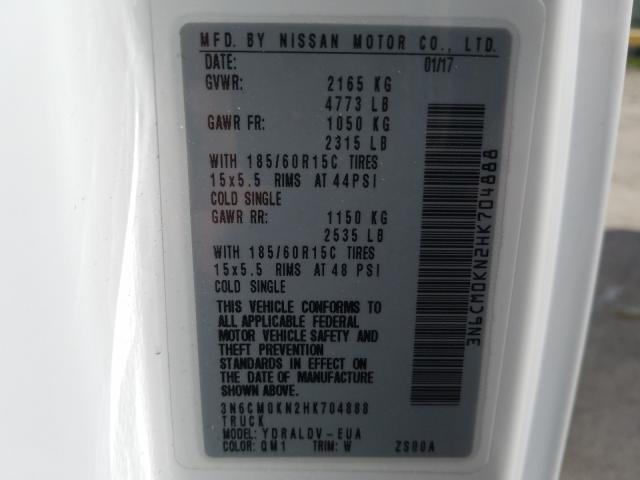 MFD. BY NISSAN MOTOR CO., LTD.
DATE: 01/17
GVWR: 2165 KG
4773 LB
GAWR FR: 1050 KG
2315 LB
WITH 185/60R15C TIRES
15x5.5 RIMS AT 44PSI
COLD SINGLE
GAWR RR: 1150 KG
2535 LB
WITH 185/60R15C TIRES
15x5.5 RIMS AT 48 PSI
COLD SINGLE
THIS VEHICLE CONFORMS TO
ALL APPLICABLE FEDERAL
MOTOR VEHICLE SAFETY AND
THEFT PREVENTION
STANDARDS IN EFFECT ON
THE DATE OF MANUFACTURE
SHOWN ABOVE.
3N6CM0KN2HK704888
TRUCK
MODEL: YDRALDV-EUA
COLOR: QM1 TRIM: W ZS00A
3N6CM0KN2HK704888